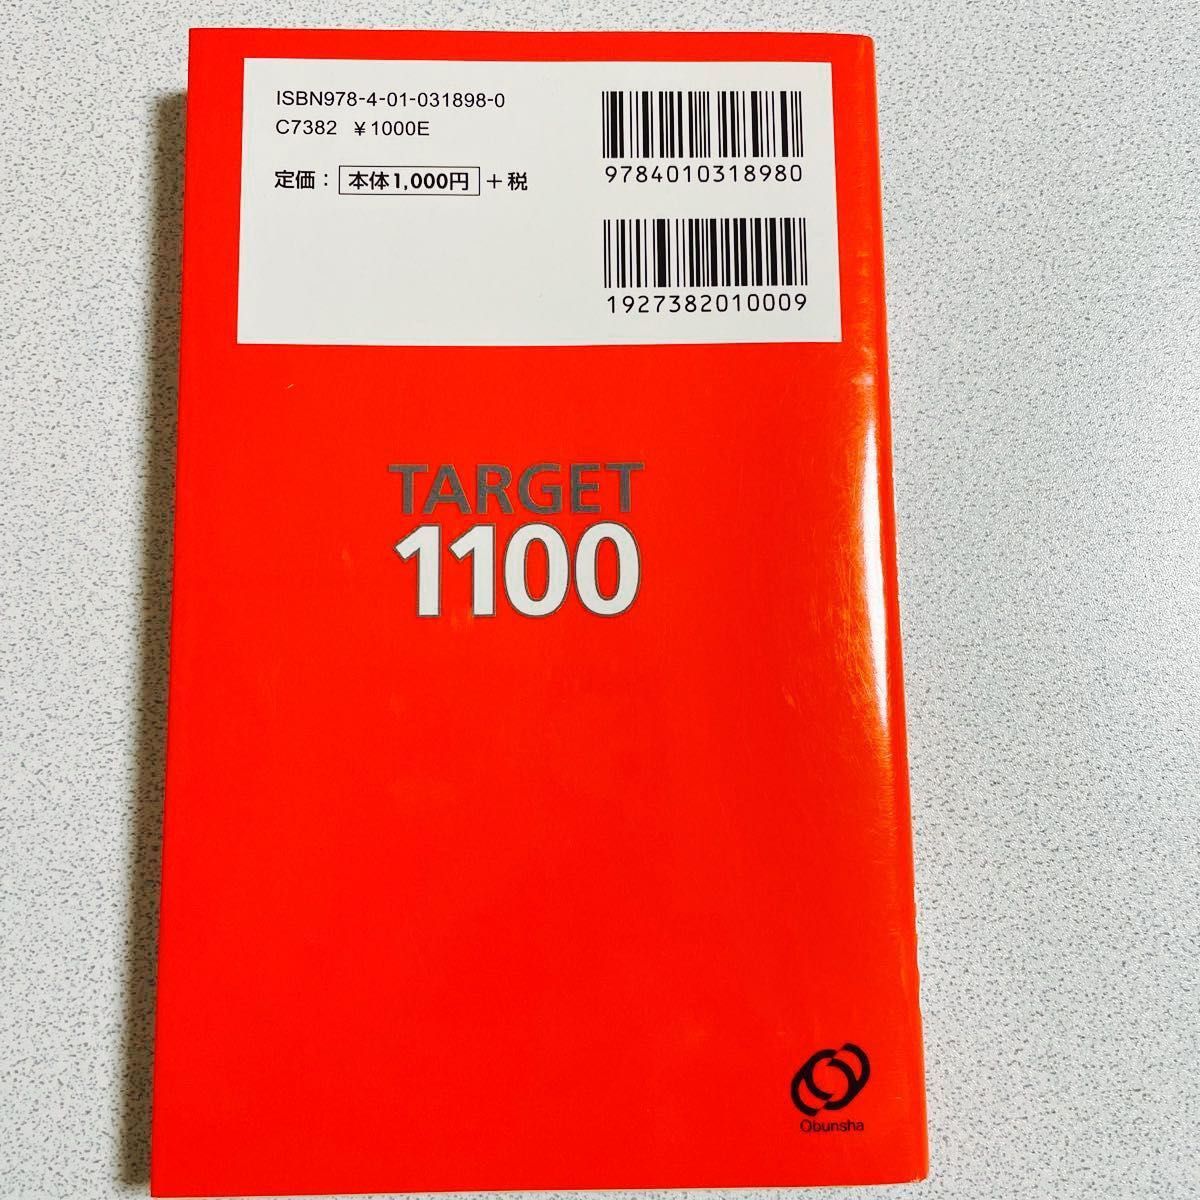 ISBN978-4-01-031898-0
C7382 ￥1000E
定価： 本体1,000円 ＋税
9784010318980
1927382010009
TARGET
1100
Obunsha